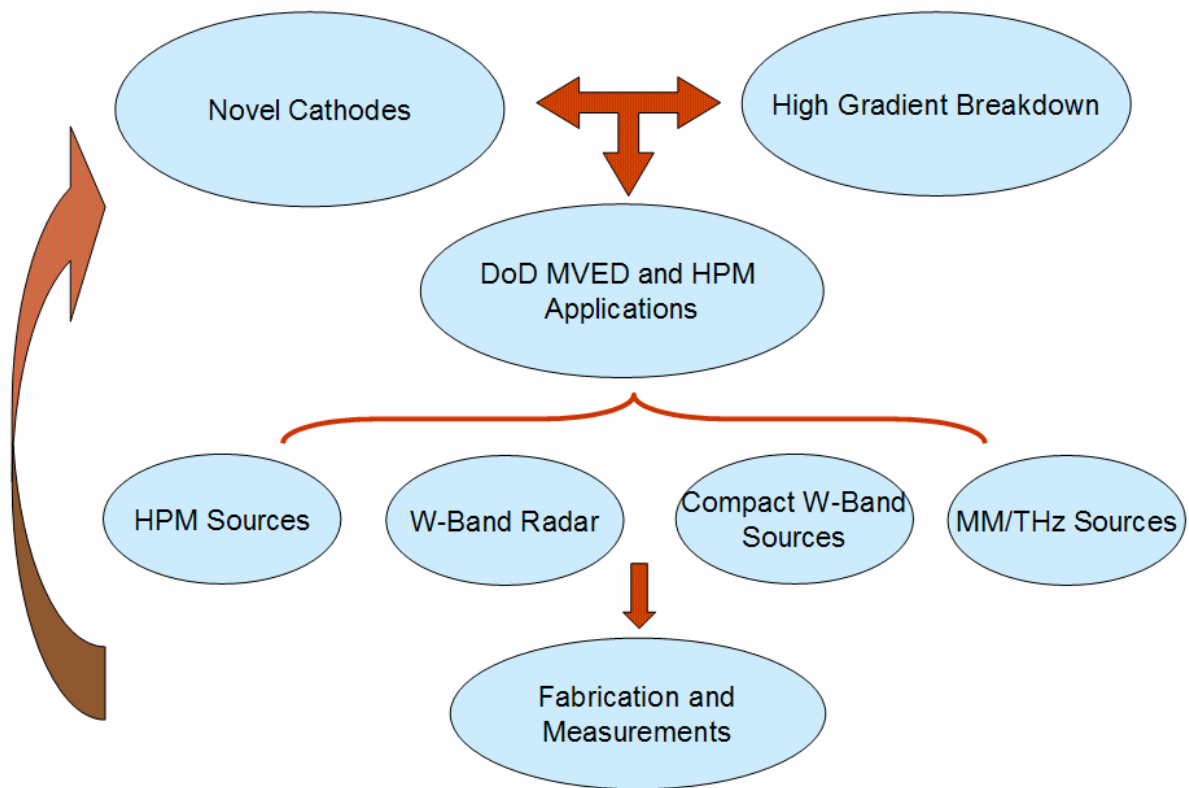 Novel Cathodes
High Gradient Breakdown
DoD MVED and HPM
Applications
HPM Sources
W-Band Radar
Compact W-Band
Sources
MM/THz Sources
Fabrication and
Measurements